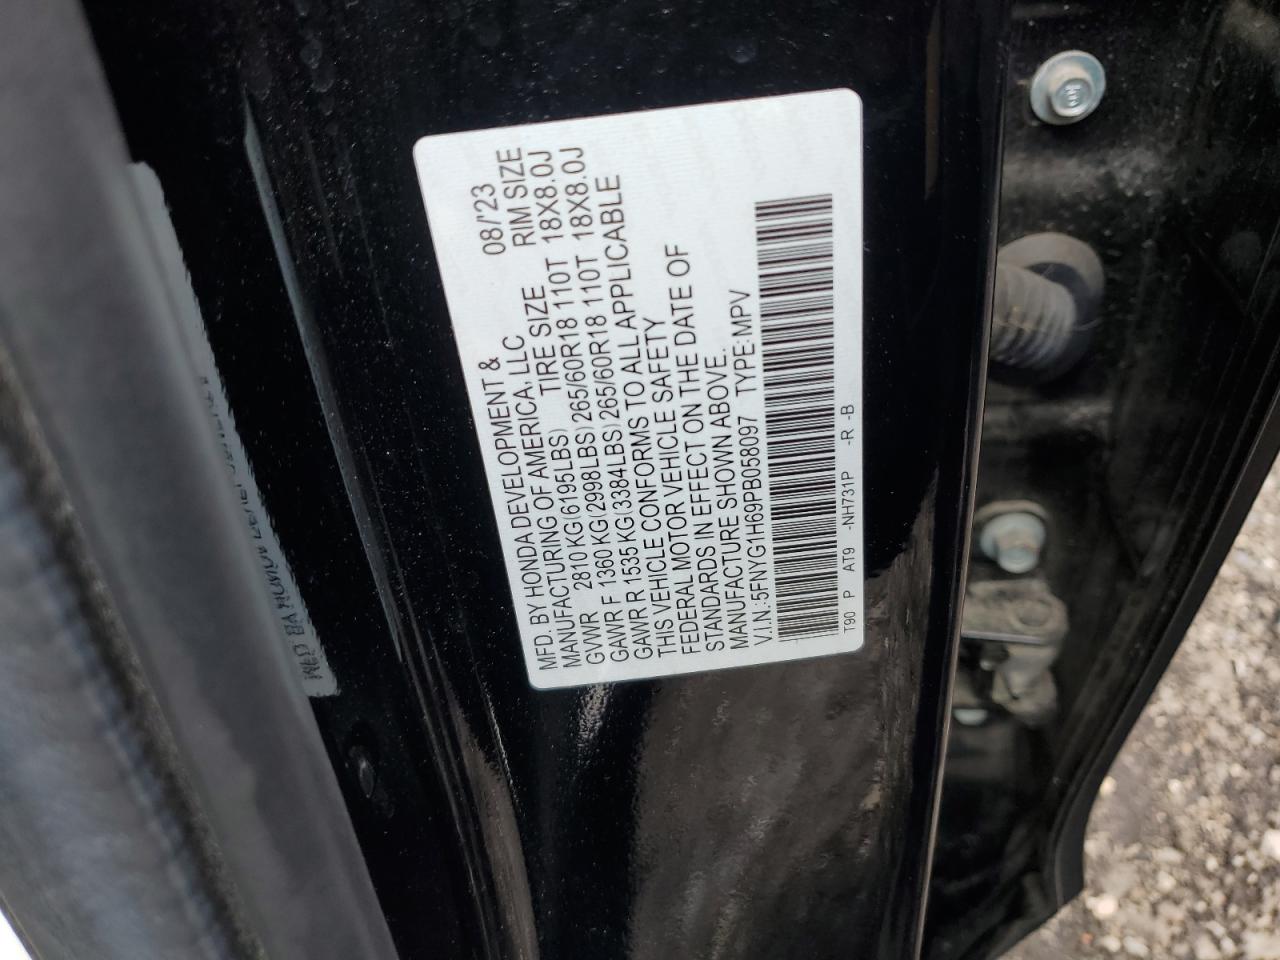 MFD. BY HONDA DEVELOPMENT & 08/'23
MANUFACTURING OF AMERICA, LLC
GVWR 2810 KG(6195LBS) TIRE SIZE RIM SIZE
GAWR F 1360 KG(2998LBS) 265/60R18 110T 18X8.0J
GAWR R 1535 KG(3384LBS) 265/60R18 110T 18X8.0J
THIS VEHICLE CONFORMS TO ALL APPLICABLE
FEDERAL MOTOR VEHICLE SAFETY
STANDARDS IN EFFECT ON THE DATE OF
MANUFACTURE SHOWN ABOVE.
V.I.N.:5FNYG1H69PB058097 TYPE:MPV
T90 P AT9 -NH731P -R -B